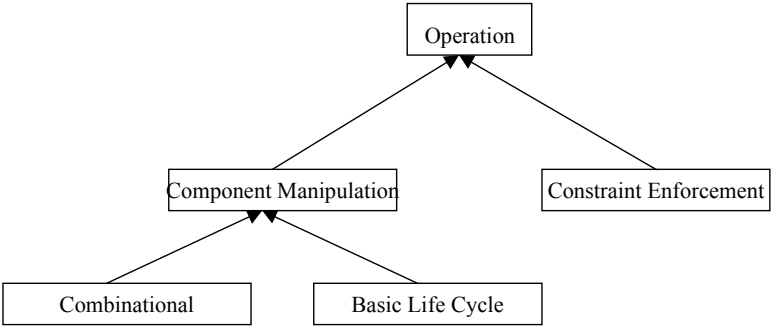 Operation
Component Manipulation
Constraint Enforcement
Combinational
Basic Life Cycle